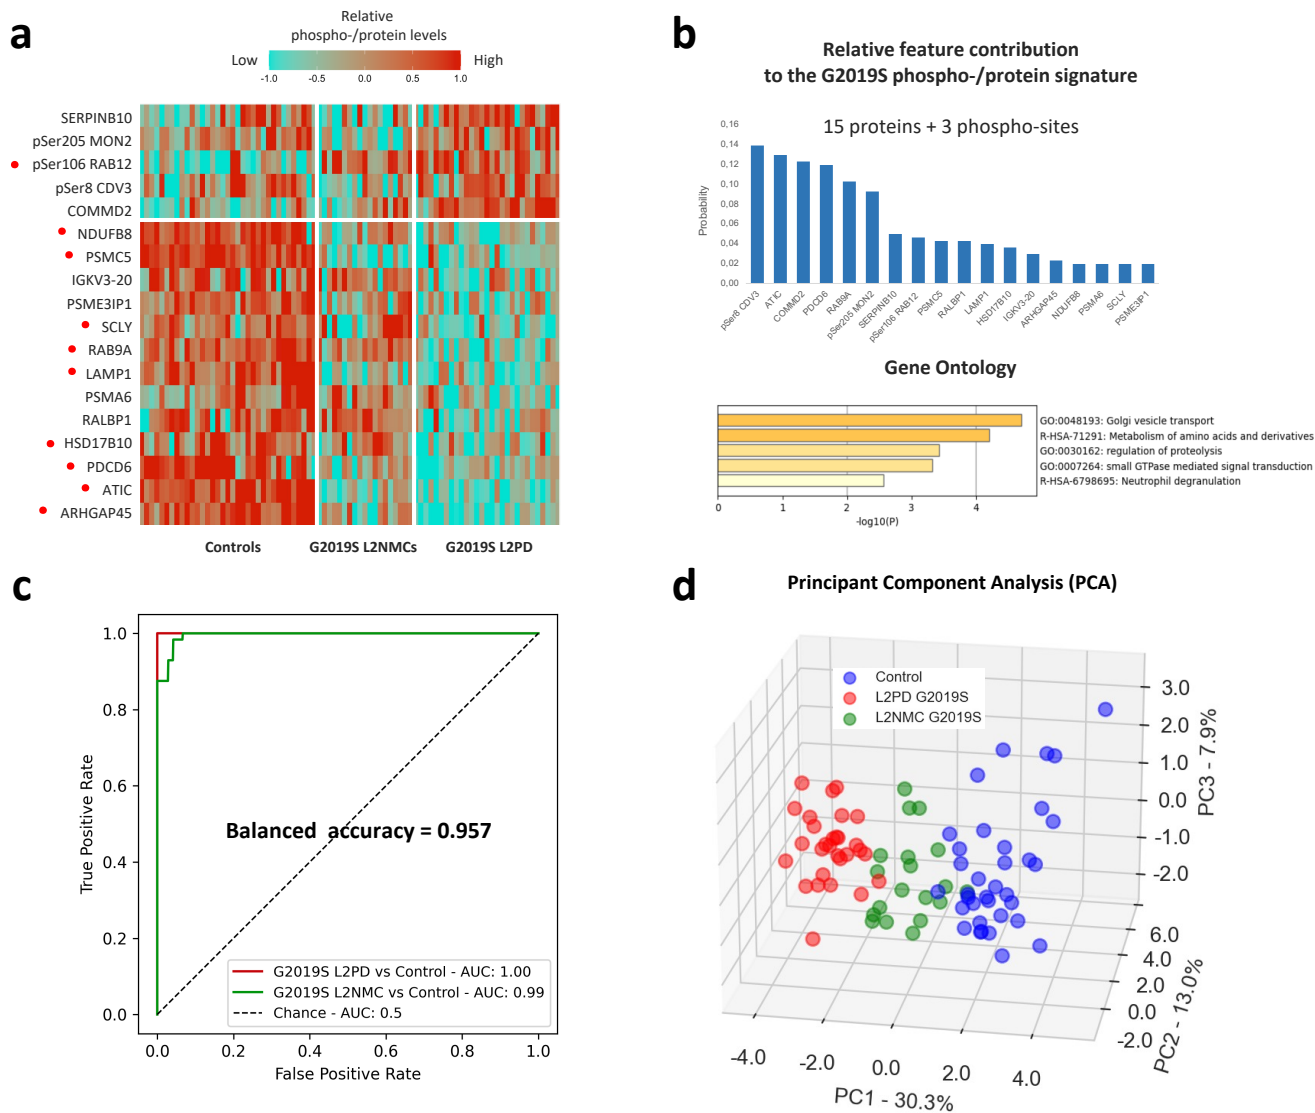 a
Relative
phospho-/protein levels
Low
High
-1.0 -0.5 0.0 0.5 1.0
SERPINB10
pSer205 MON2
pSer106 RAB12
pSer8 CDV3
COMMD2
NDUFB8
PSMC5
IGKV3-20
PSME3IP1
SCLY
RAB9A
LAMP1
PSMA6
RALBP1
HSD17B10
PDCD6
ATIC
ARHGAP45
Controls G2019S L2NMCs G2019S L2PD
b
Relative feature contribution
to the G2019S phospho-/protein signature
15 proteins + 3 phospho-sites
Probability
0,16
0,14
0,12
0,10
0,08
0,06
0,04
0,02
0,00
pSer8 CDV3
ATIC
COMMD2
PDCD6
RAB9A
pSer205 MON2
SERPINB10
pSer106 RAB12
PSMC5
RALBP1
LAMP1
HSD17B10
IGKV3-20
ARHGAP45
NDUFB8
PSMA6
SCLY
PSME3IP1
Gene Ontology
GO:0048193: Golgi vesicle transport
R-HSA-71291: Metabolism of amino acids and derivatives
GO:0030162: regulation of proteolysis
GO:0007264: small GTPase mediated signal transduction
R-HSA-6798695: Neutrophil degranulation
0 1 2 3 4
-log10(P)
c
True Positive Rate
1.0
0.8
0.6
0.4
0.2
0.0
Balanced accuracy = 0.957
G2019S L2PD vs Control - AUC: 1.00
G2019S L2NMC vs Control - AUC: 0.99
Chance - AUC: 0.5
0.0 0.2 0.4 0.6 0.8 1.0
False Positive Rate
d
Principant Component Analysis (PCA)
Control
L2PD G2019S
L2NMC G2019S
3.0
2.0
1.0
0.0
-1.0
-2.0
PC3 - 7.9%
6.0
4.0
2.0
0.0
-2.0
PC2 - 13.0%
-4.0 -2.0 0.0 2.0 4.0
PC1 - 30.3%